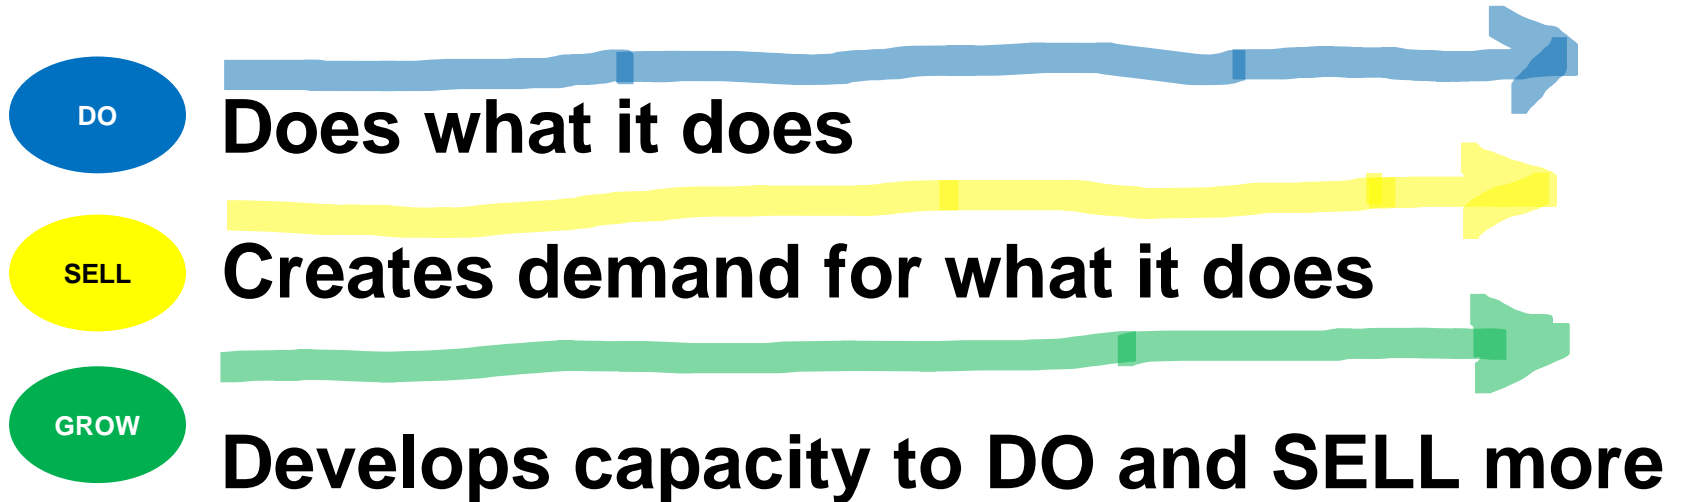 DO
Does what it does
SELL
Creates demand for what it does
GROW
Develops capacity to DO and SELL more